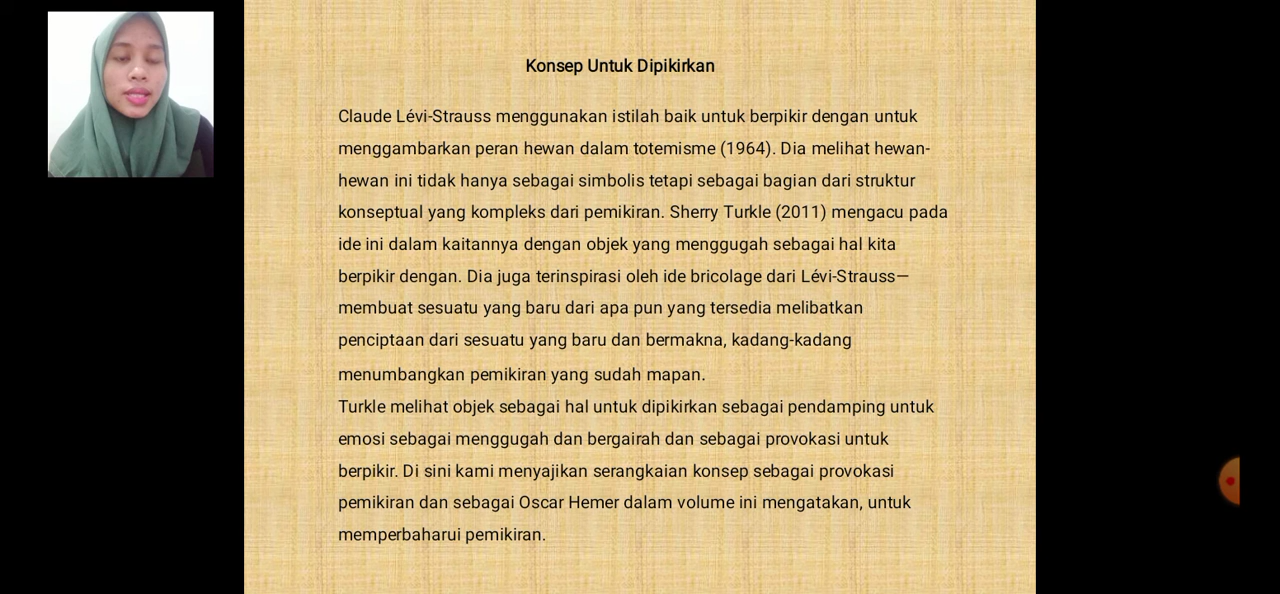 Konsep Untuk Dipikirkan
Claude Lévi-Strauss menggunakan istilah baik untuk berpikir dengan untuk
menggambarkan peran hewan dalam totemisme (1964). Dia melihat hewan-
hewan ini tidak hanya sebagai simbolis tetapi sebagai bagian dari struktur
konseptual yang kompleks dari pemikiran. Sherry Turkle (2011) mengacu pada
ide ini dalam kaitannya dengan objek yang menggugah sebagai hal kita
berpikir dengan. Dia juga terinspirasi oleh ide bricolage dari Lévi-Strauss—
membuat sesuatu yang baru dari apa pun yang tersedia melibatkan
penciptaan dari sesuatu yang baru dan bermakna, kadang-kadang
menumbangkan pemikiran yang sudah mapan.
Turkle melihat objek sebagai hal untuk dipikirkan sebagai pendamping untuk
emosi sebagai menggugah dan bergairah dan sebagai provokasi untuk
berpikir. Di sini kami menyajikan serangkaian konsep sebagai provokasi
pemikiran dan sebagai Oscar Hemer dalam volume ini mengatakan, untuk
memperbaharui pemikiran.